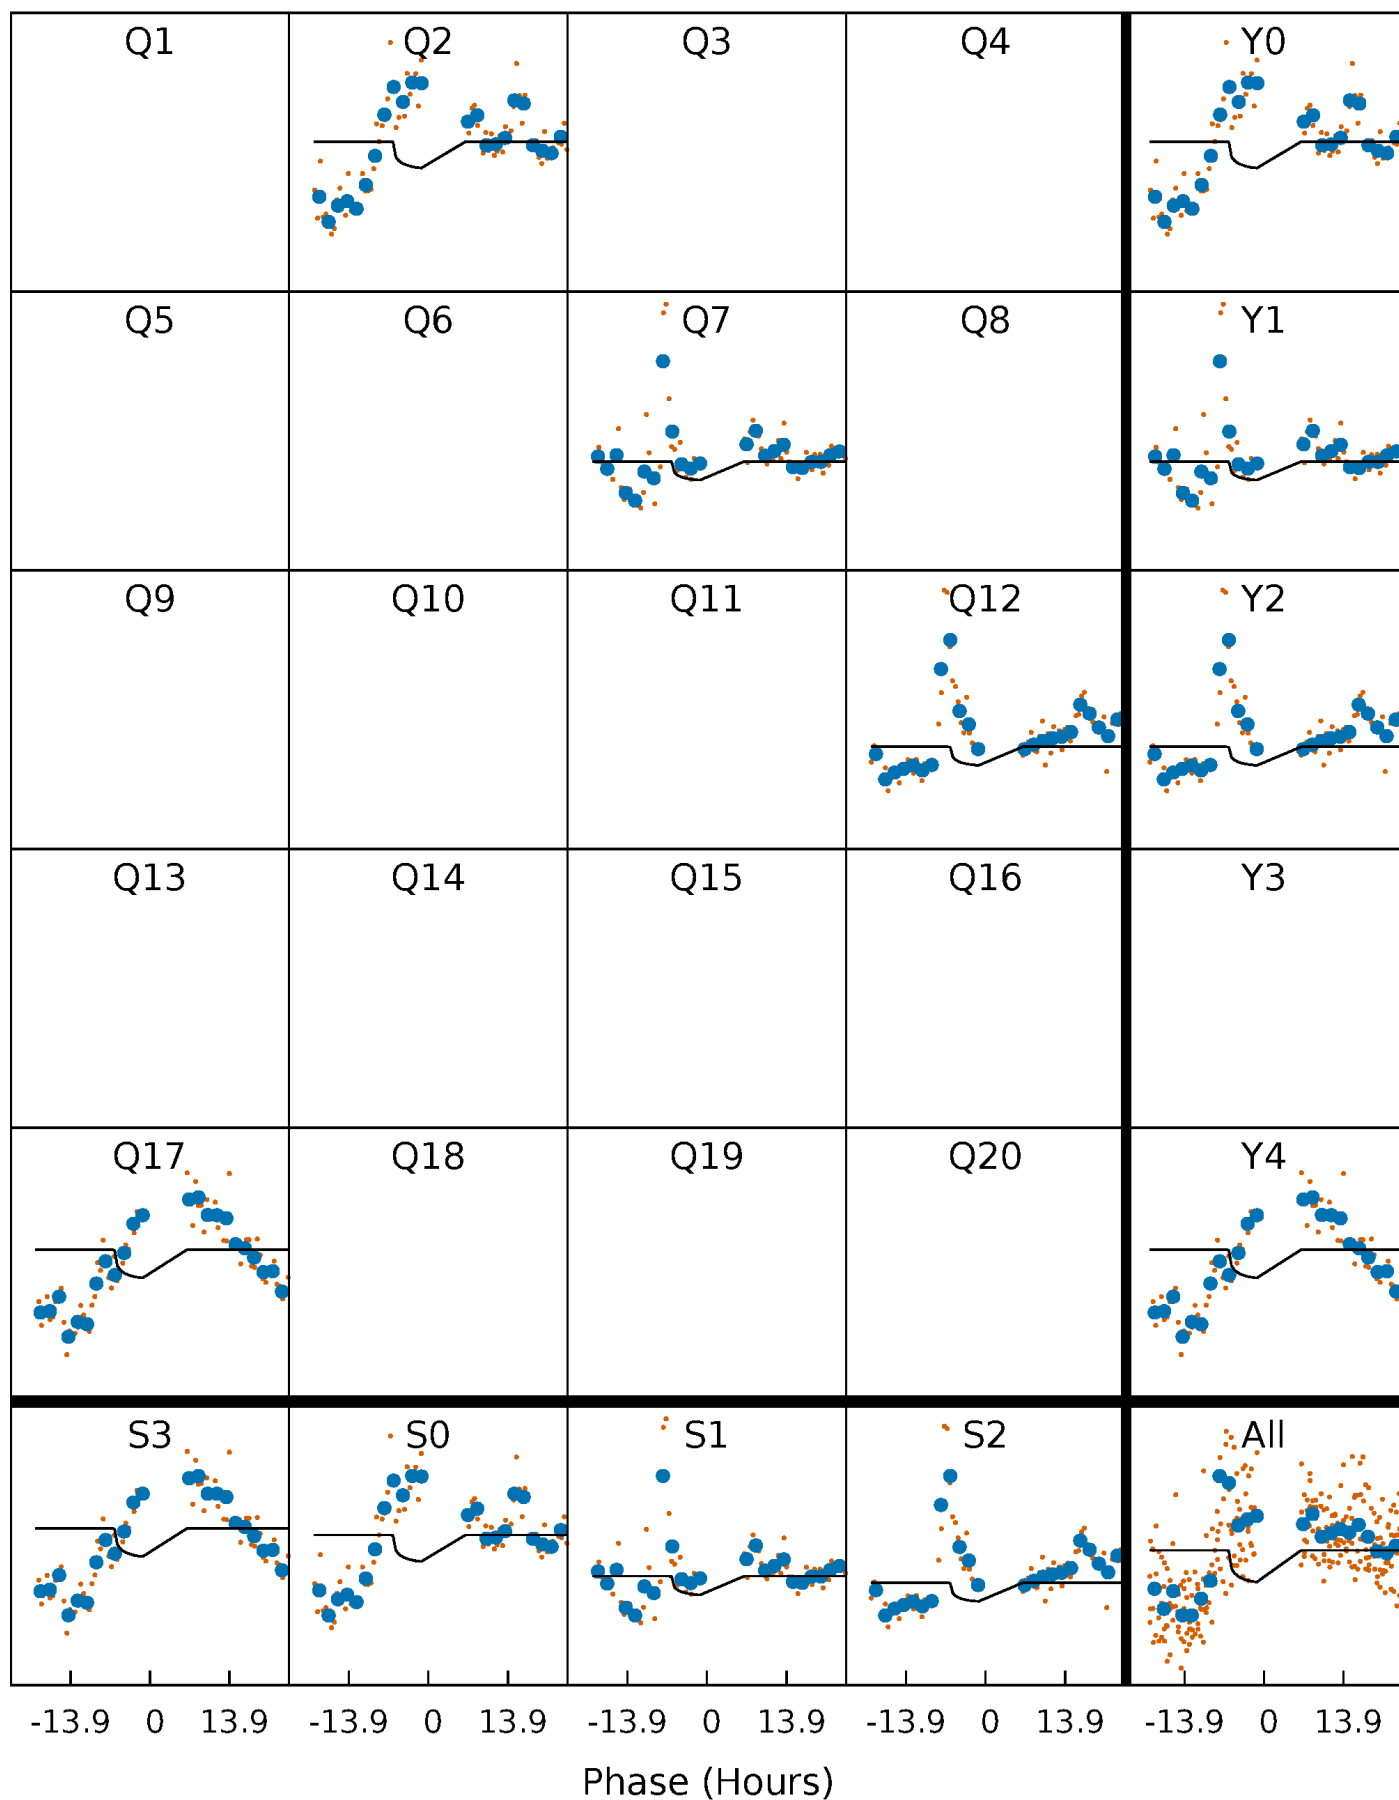 Q1 Q2 Q3 Q4 Y0
Q5 Q6 Q7 Q8 Y1
Q9 Q10 Q11 Q12 Y2
Q13 Q14 Q15 Q16 Y3
Q17 Q18 Q19 Q20 Y4
S3 S0 S1 S2 All
-13.9 0 13.9 -13.9 0 13.9 -13.9 0 13.9 -13.9 0 13.9 -13.9 0 13.9
Phase (Hours)